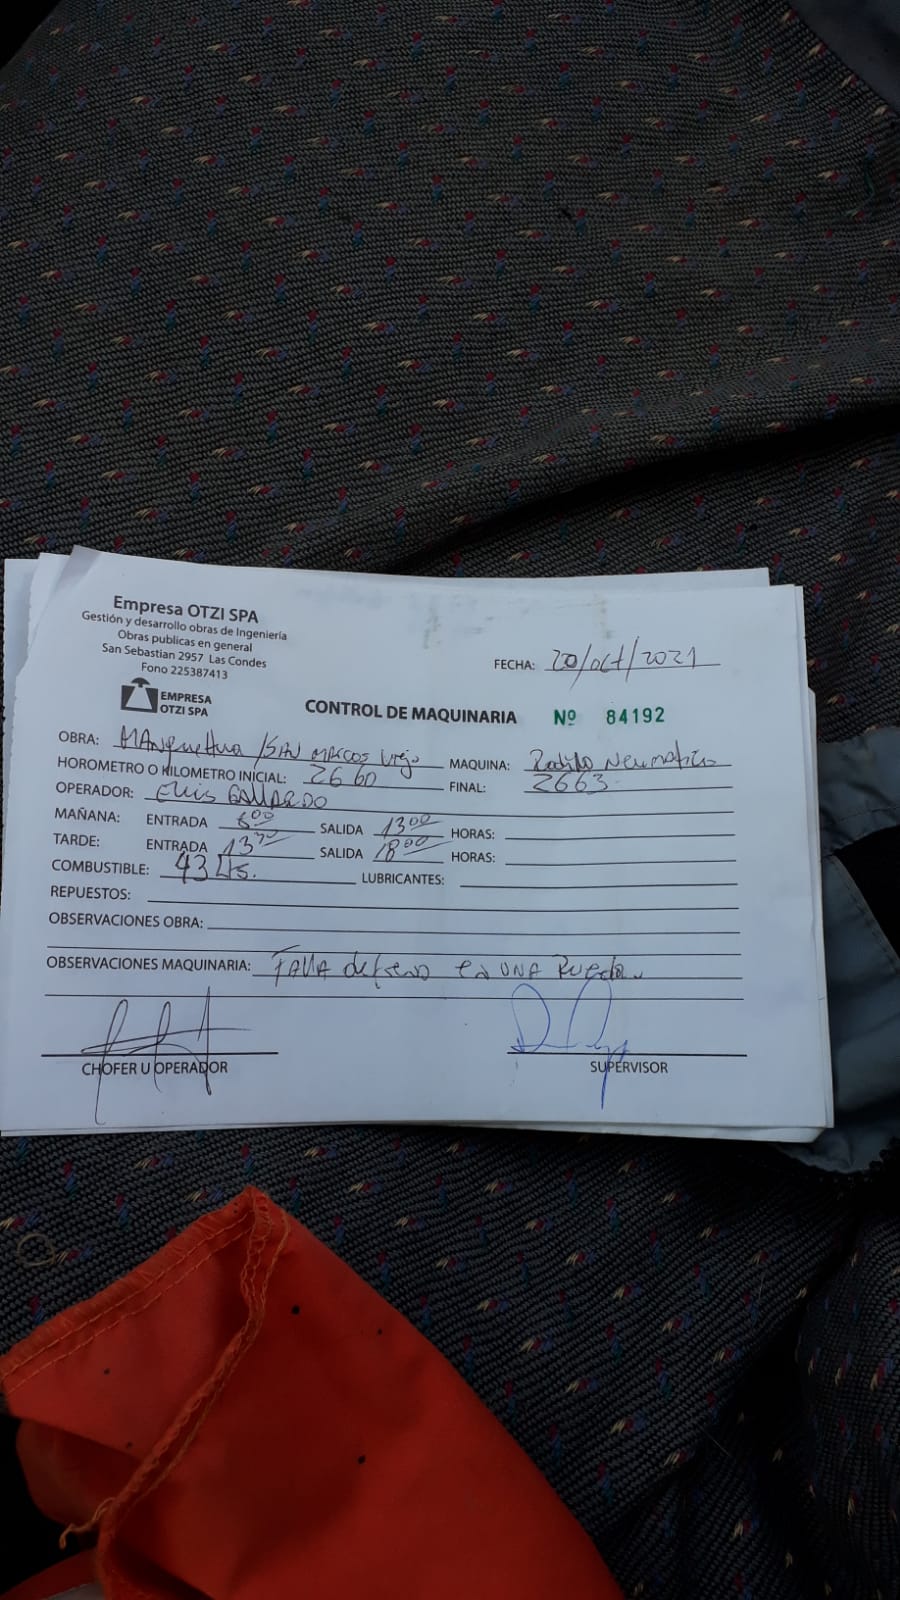 Empresa OTZI SPA
Gestión y desarrollo obras de Ingeniería
Obras publicas en general
San Sebastian 2957 Las Condes
Fono 225387413
EMPRESA
OTZI SPA
FECHA: 20/oct/2021
CONTROL DE MAQUINARIA Nº 84192
OBRA: MAnquehua / SAN MARCOS Viejo MAQUINA: Rodillo Neumatico
HOROMETRO O KILOMETRO INICIAL: 2660 FINAL: 2663
OPERADOR: GALLARDO
MAÑANA: ENTRADA 8:00 SALIDA 13:00 HORAS:
TARDE: ENTRADA 13:30 SALIDA 18:00 HORAS:
COMBUSTIBLE: 43 Lts. LUBRICANTES:
REPUESTOS:
OBSERVACIONES OBRA:
OBSERVACIONES MAQUINARIA: FALLA de freno en UNA Rueda.
CHOFER U OPERADOR SUPERVISOR